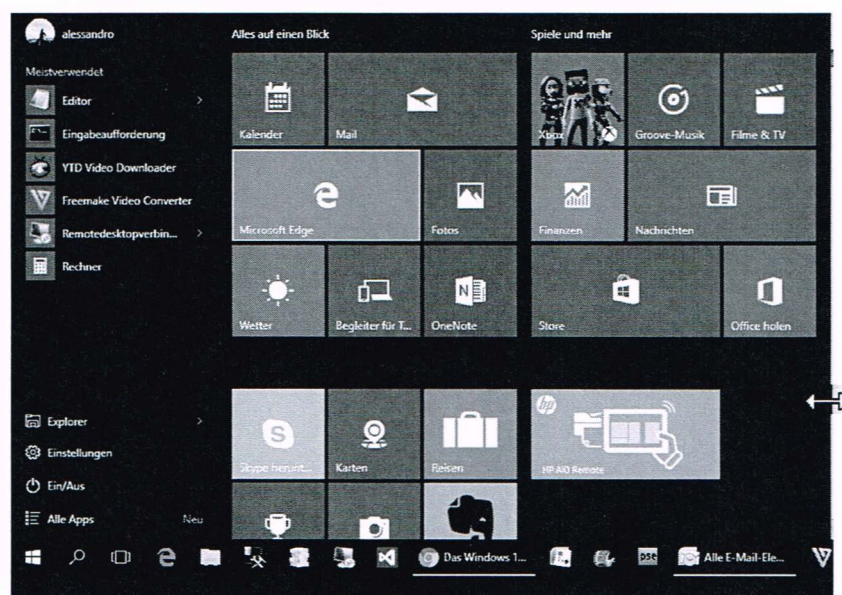 alessandro
Meistverwendet
Editor
Eingabeaufforderung
YTD Video Downloader
Freemake Video Converter
Remotedesktopverbin...
Rechner
Explorer
Einstellungen
Ein/Aus
Alle Apps Neu
Alles auf einen Blick
Kalender Mail
Microsoft Edge Fotos
Wetter Begleiter für T... OneNote
Skype herunt... Karten Reisen
Spiele und mehr
Xbox Groove-Musik Filme & TV
Finanzen Nachrichten
Store Office holen
hp
HP AiO Remote
Das Windows 1... pse Alle E-Mail-Ele...